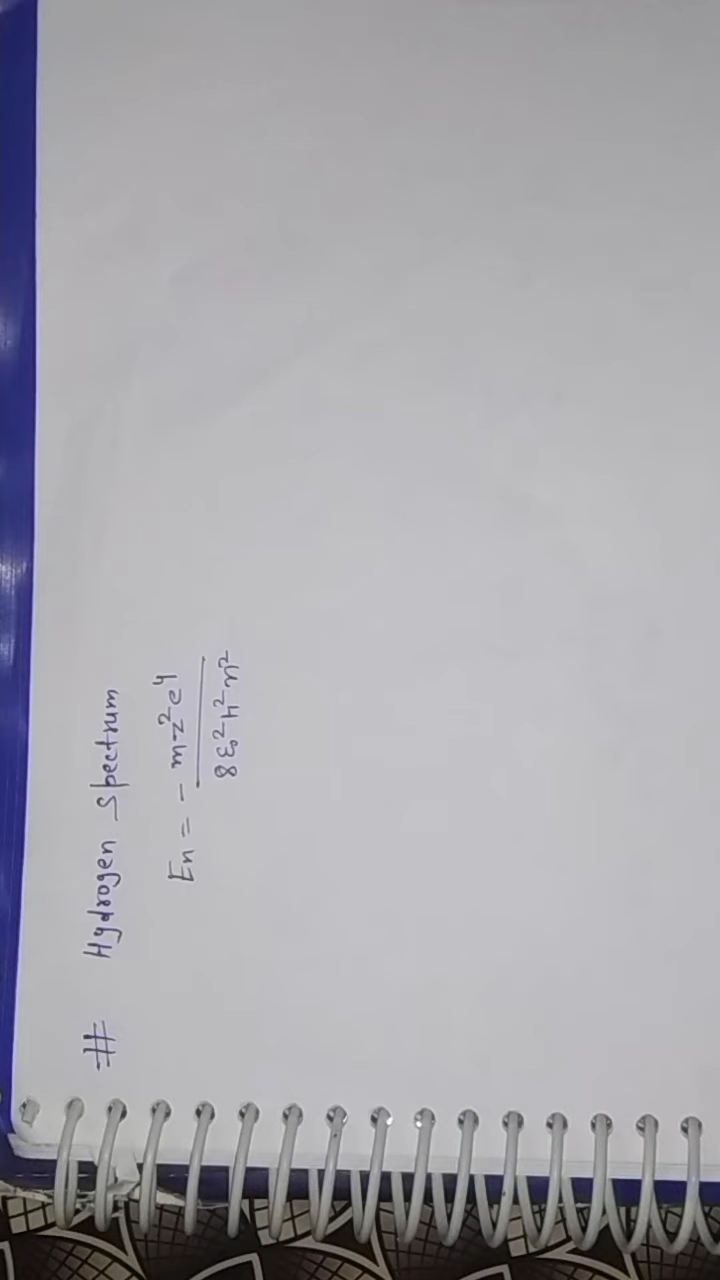 # Hydrogen Spectrum
En = - mz²e⁴
8ε₀²h²n²